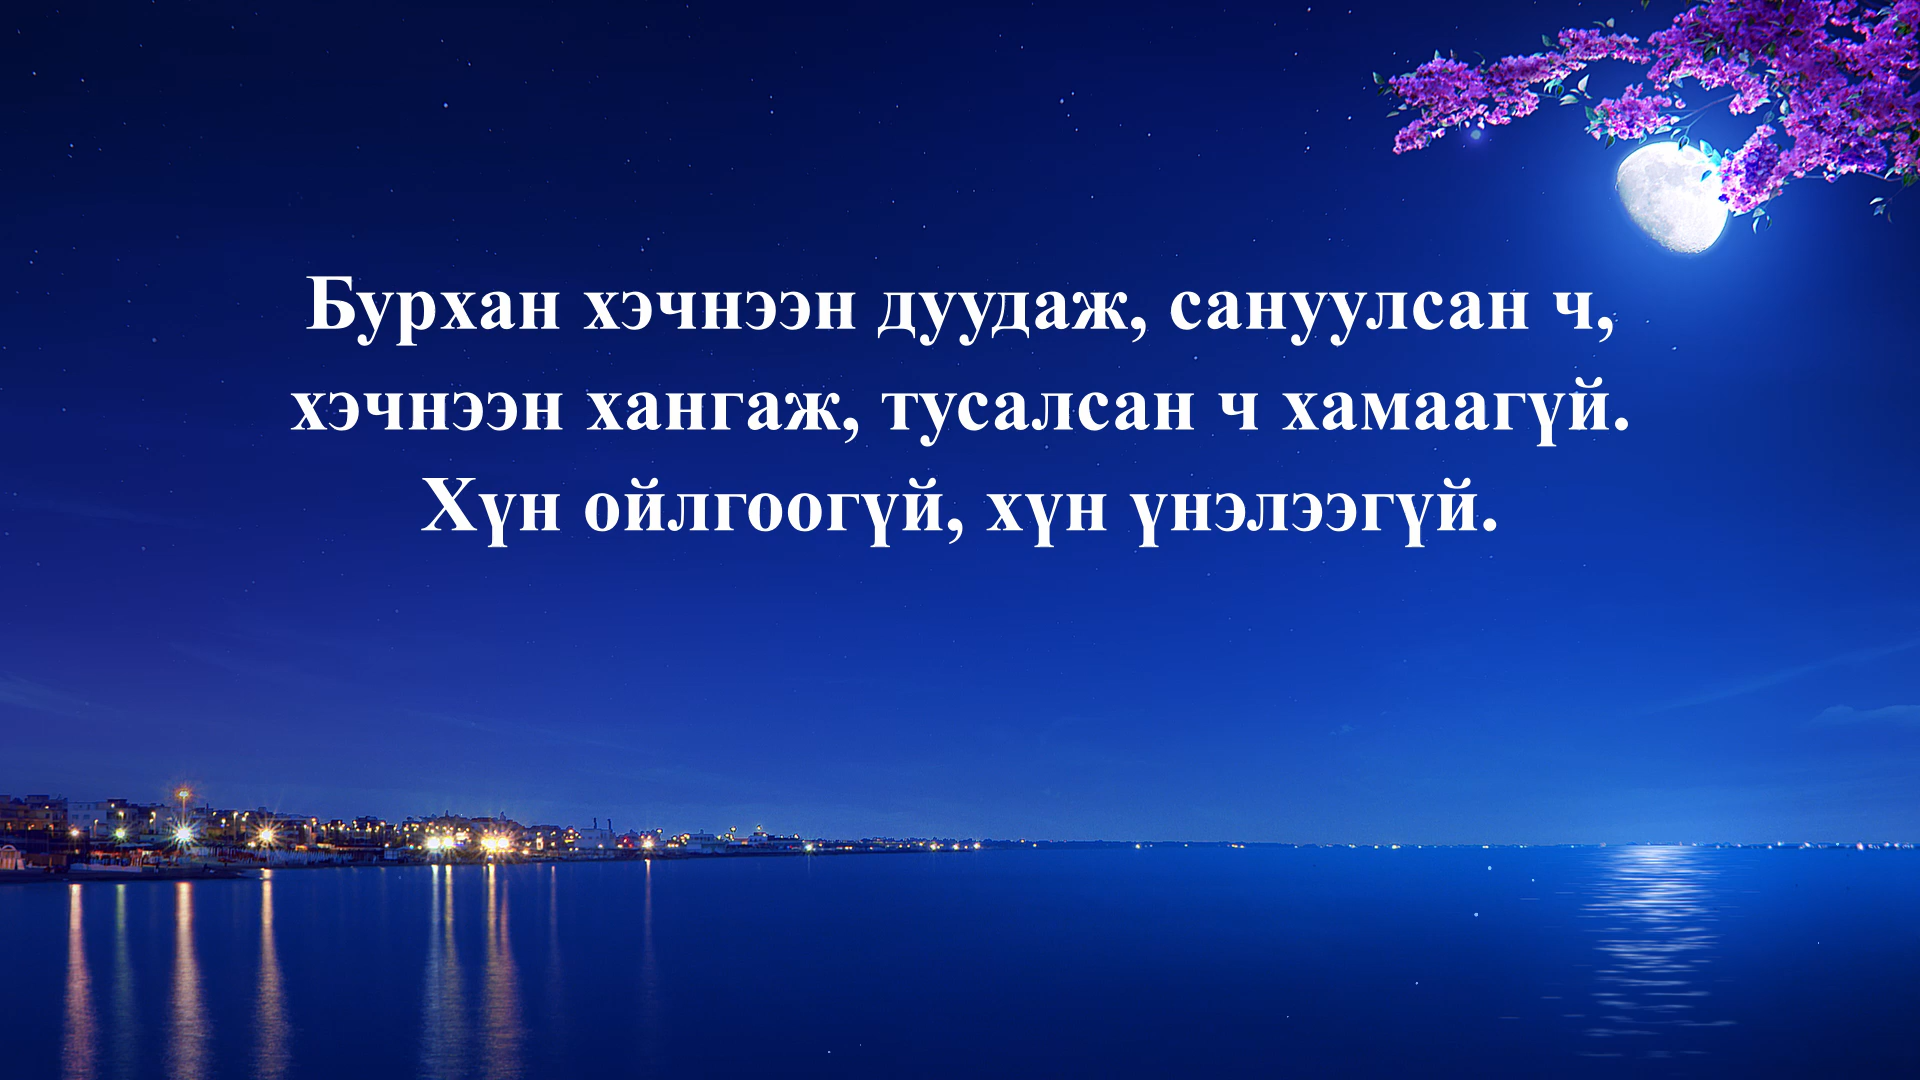 Бурхан хэчнээн дуудаж, сануулсан ч,
хэчнээн хангаж, тусалсан ч хамаагүй.
Хүн ойлгоогүй, хүн үнэлээгүй.